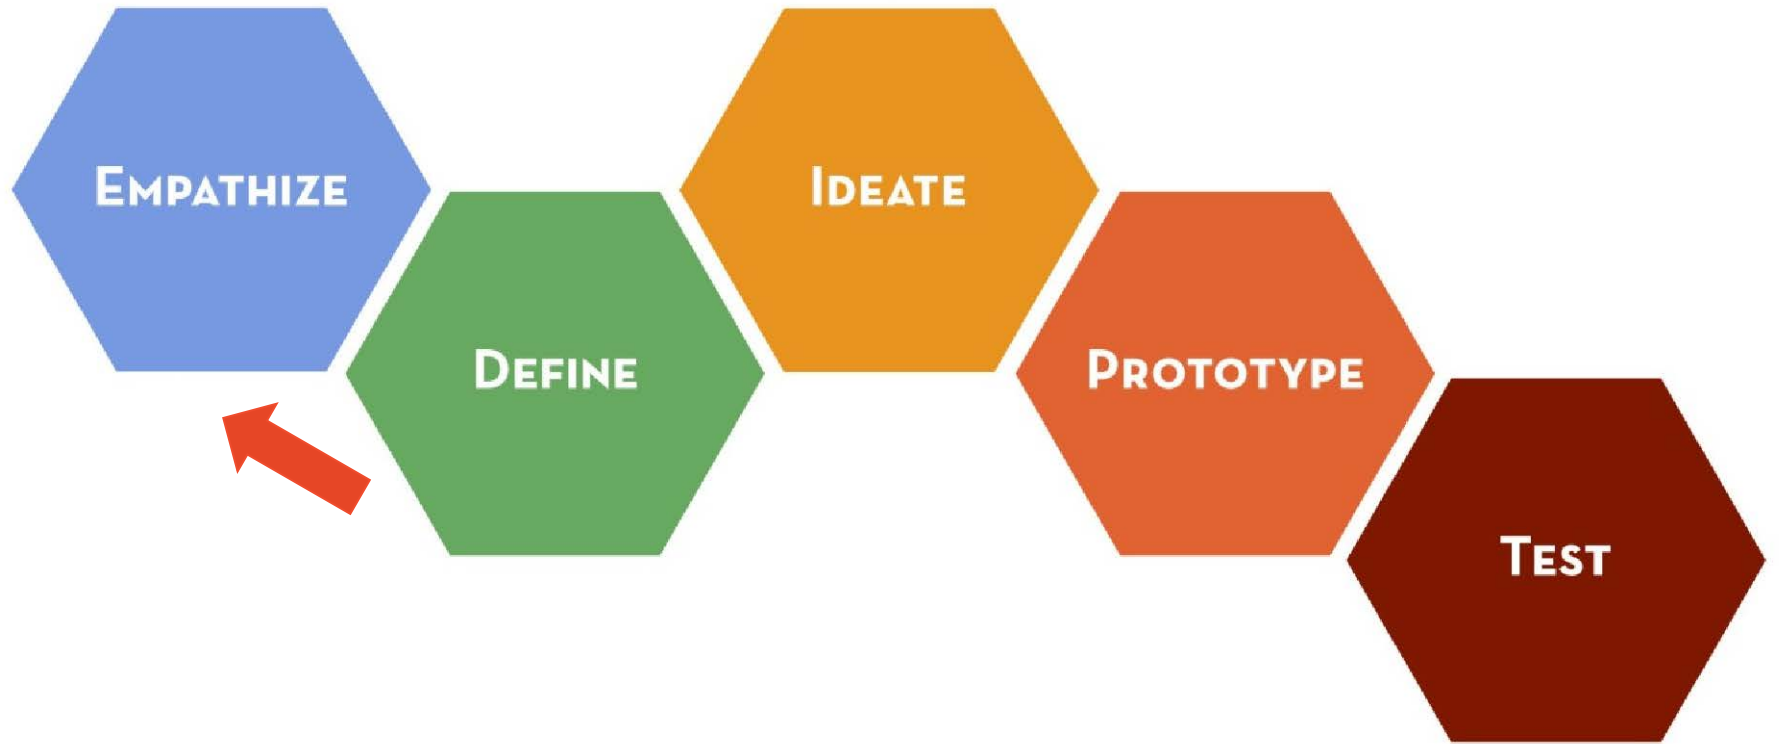 EMPATHIZE
DEFINE
IDEATE
PROTOTYPE
TEST